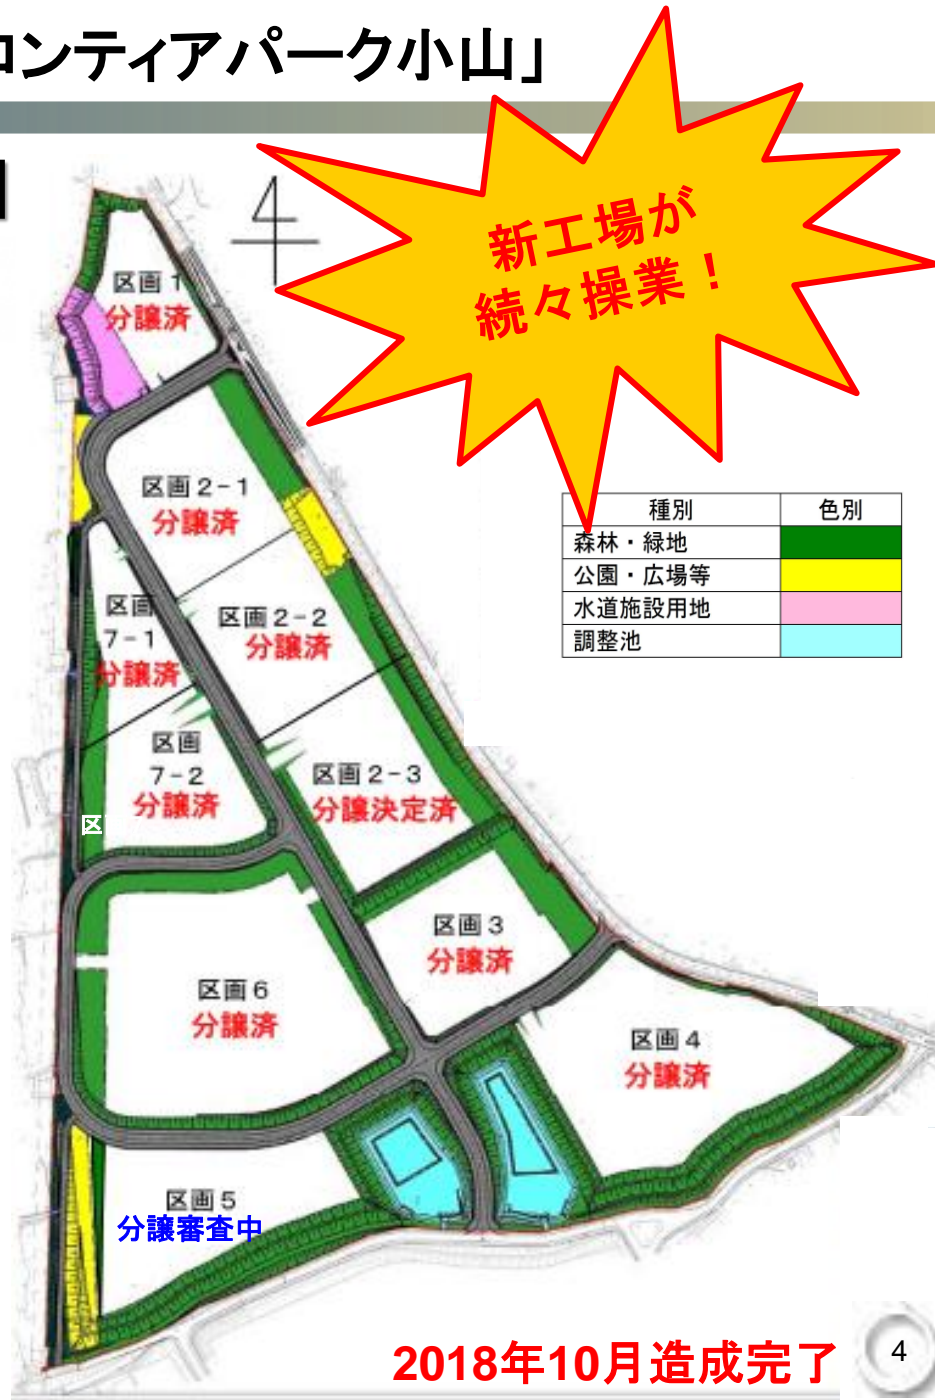 ロンティアパーク小山」
新工場が
続々操業！
区画１
分譲済
区画２-１
分譲済
種別 色別
森林・緑地
公園・広場等
水道施設用地
調整池
区画
７-１
分譲済
区画２-２
分譲済
区画
７-２
分譲済
区画２-３
分譲決定済
区
区画３
分譲済
区画６
分譲済
区画４
分譲済
区画５
分譲審査中
2018年10月造成完了
4